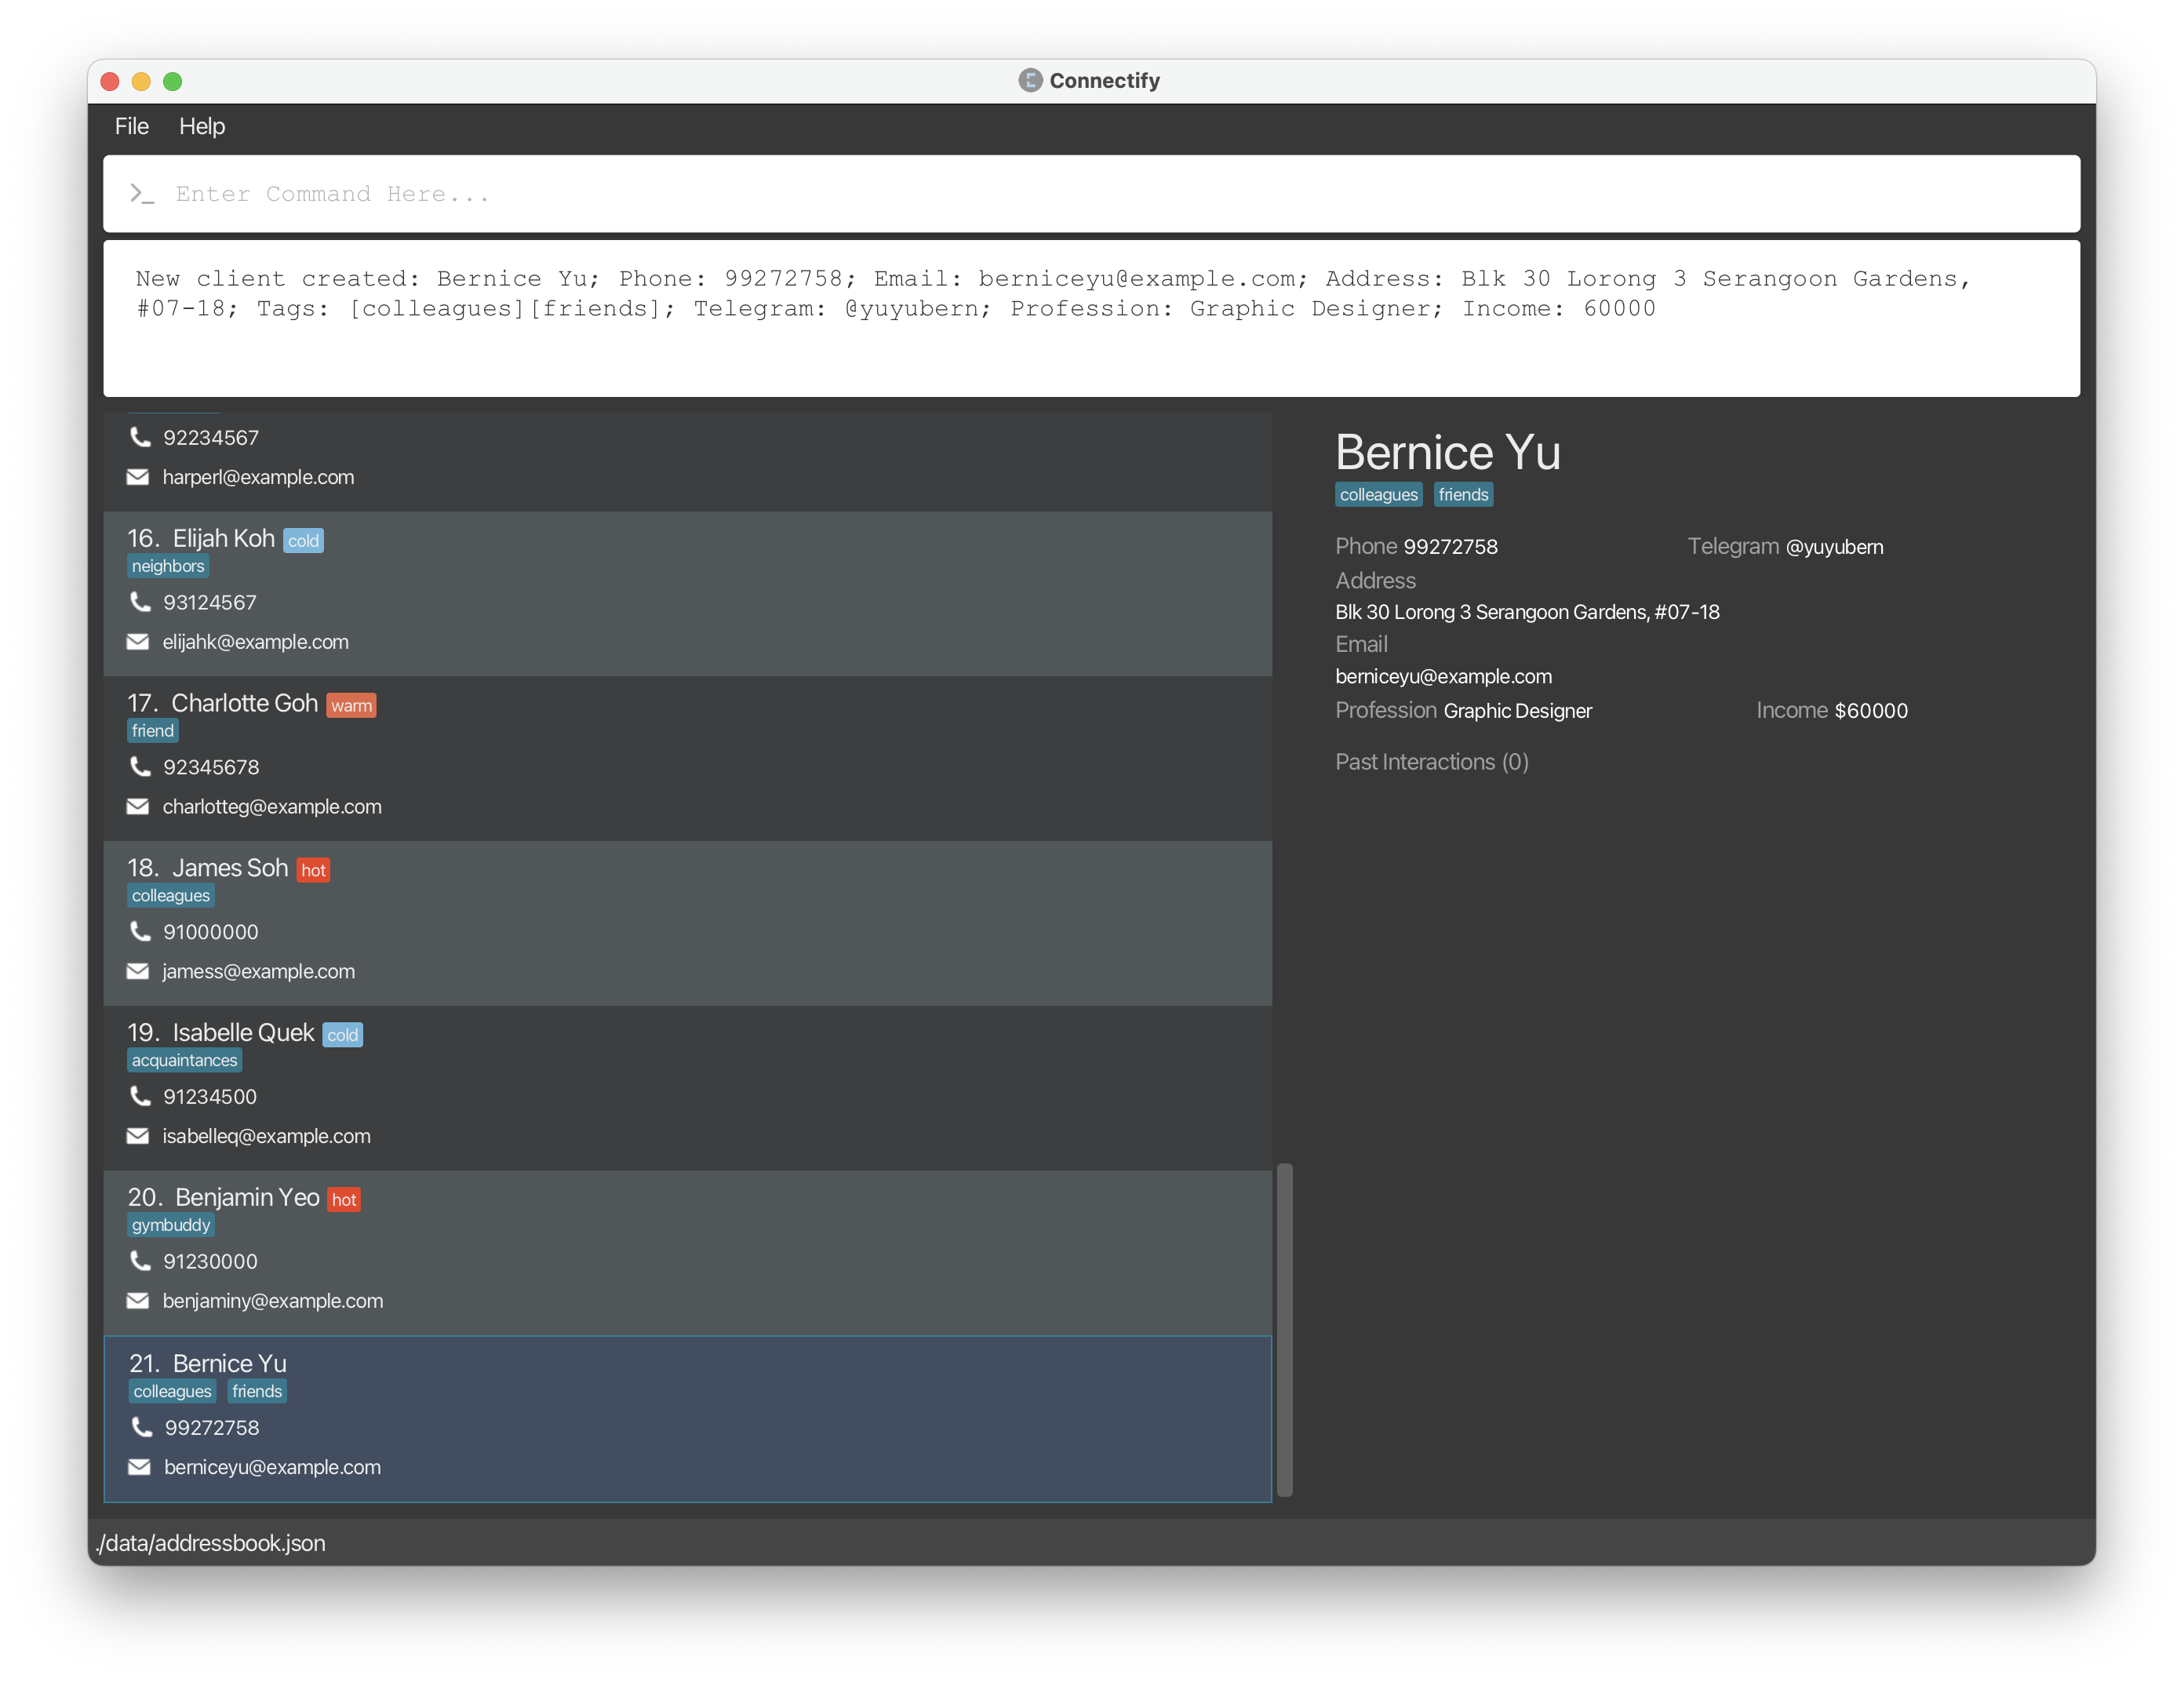 Connectify
File Help
>_ Enter Command Here...
New client created: Bernice Yu; Phone: 99272758; Email: berniceyu@example.com; Address: Blk 30 Lorong 3 Serangoon Gardens,
#07-18; Tags: [colleagues][friends]; Telegram: @yuyubern; Profession: Graphic Designer; Income: 60000
92234567
harperl@example.com
16. Elijah Koh cold
neighbors
93124567
elijahk@example.com
17. Charlotte Goh warm
friend
92345678
charlotteg@example.com
18. James Soh hot
colleagues
91000000
jamess@example.com
19. Isabelle Quek cold
acquaintances
91234500
isabelleq@example.com
20. Benjamin Yeo hot
gymbuddy
91230000
benjaminy@example.com
21. Bernice Yu
colleagues friends
99272758
berniceyu@example.com
Bernice Yu
colleagues friends
Phone 99272758 Telegram @yuyubern
Address
Blk 30 Lorong 3 Serangoon Gardens, #07-18
Email
berniceyu@example.com
Profession Graphic Designer Income $60000
Past Interactions (0)
./data/addressbook.json